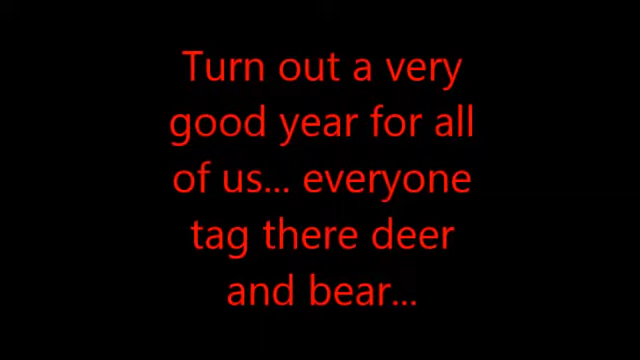 Turn out a very
good year for all
of us... everyone
tag there deer
and bear...